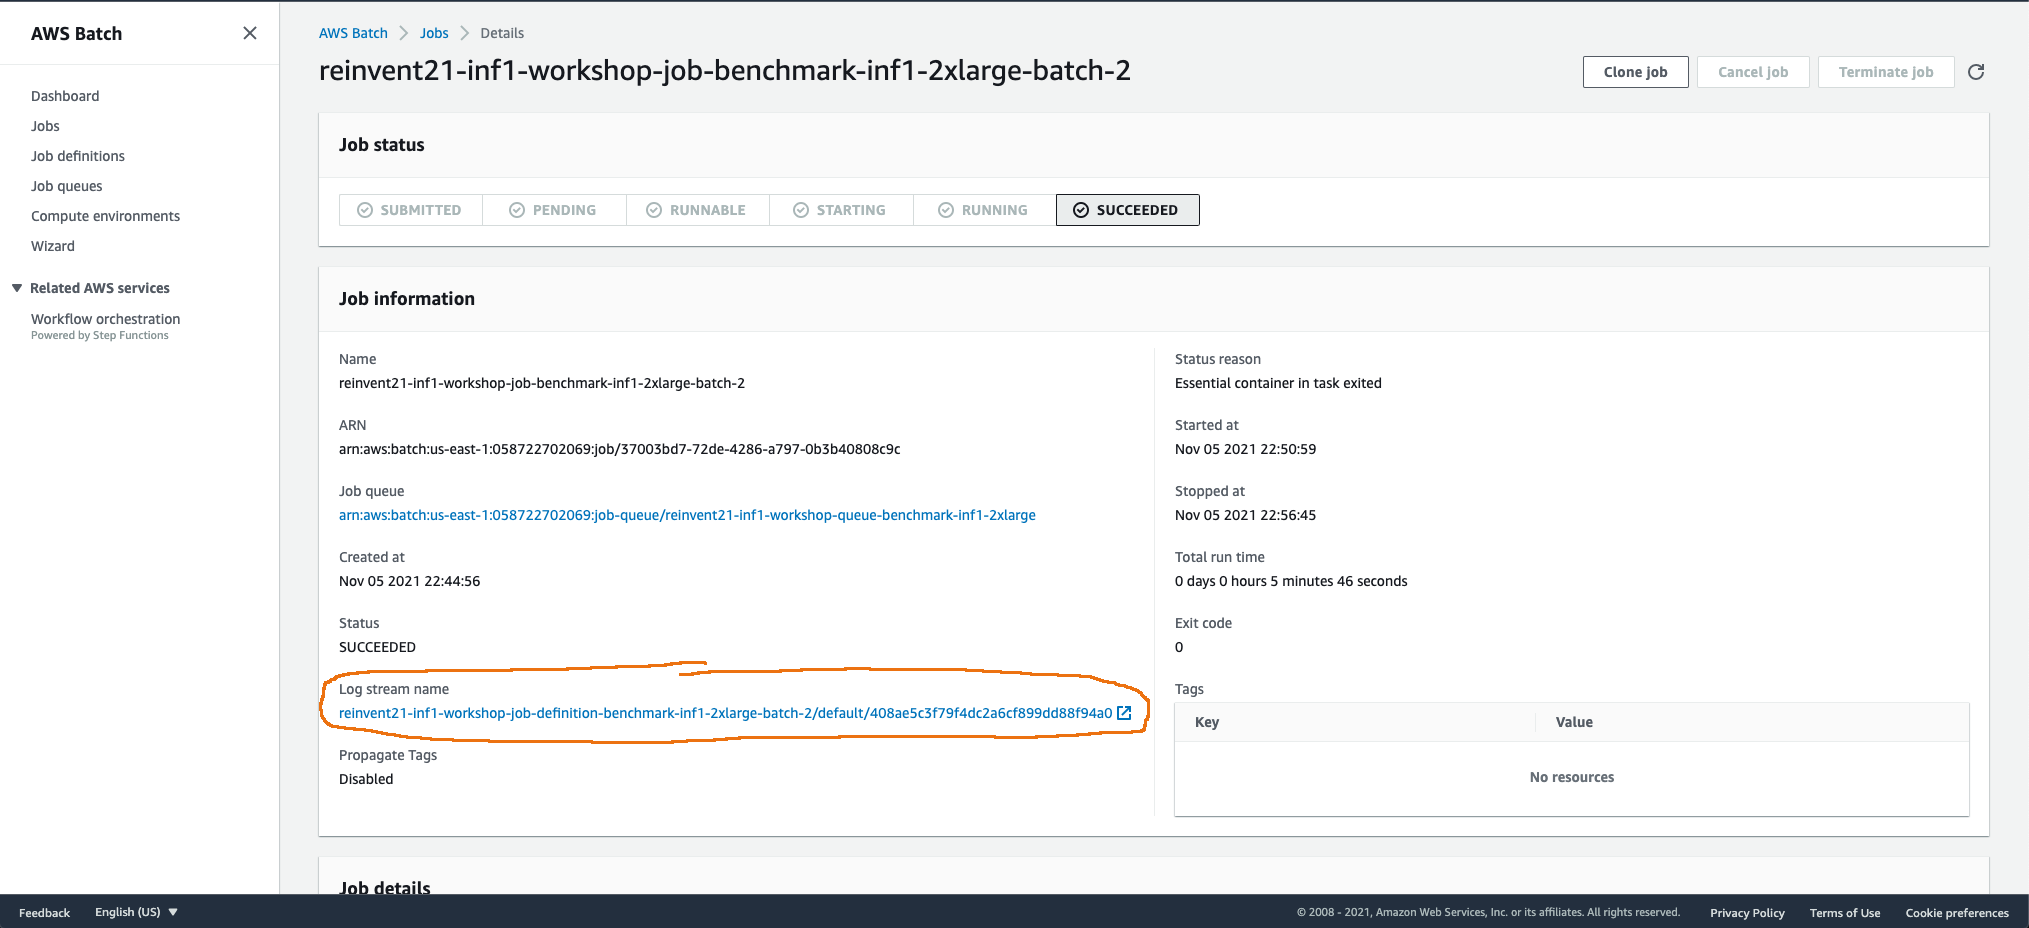 AWS Batch
Dashboard
Jobs
Job definitions
Job queues
Compute environments
Wizard
Related AWS services
Workflow orchestration
Powered by Step Functions
AWS Batch > Jobs > Details
reinvent21-inf1-workshop-job-benchmark-inf1-2xlarge-batch-2
Clone job
Cancel job
Terminate job
Job status
SUBMITTED
PENDING
RUNNABLE
STARTING
RUNNING
SUCCEEDED
Job information
Name
reinvent21-inf1-workshop-job-benchmark-inf1-2xlarge-batch-2
ARN
arn:aws:batch:us-east-1:058722702069:job/37003bd7-72de-4286-a797-0b3b40808c9c
Job queue
arn:aws:batch:us-east-1:058722702069:job-queue/reinvent21-inf1-workshop-queue-benchmark-inf1-2xlarge
Created at
Nov 05 2021 22:44:56
Status
SUCCEEDED
Log stream name
reinvent21-inf1-workshop-job-definition-benchmark-inf1-2xlarge-batch-2/default/408ae5c3f79f4dc2a6cf899dd88f94a0
Propagate Tags
Disabled
Status reason
Essential container in task exited
Started at
Nov 05 2021 22:50:59
Stopped at
Nov 05 2021 22:56:45
Total run time
0 days 0 hours 5 minutes 46 seconds
Exit code
0
Tags
Key
Value
No resources
Job details
Feedback
English (US)
© 2008 - 2021, Amazon Web Services, Inc. or its affiliates. All rights reserved.
Privacy Policy
Terms of Use
Cookie preferences